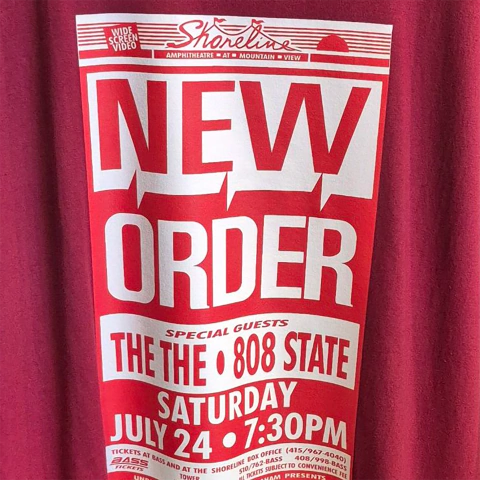 WIDE
SCREEN
VIDEO
Shoreline
AMPHITHEATRE • AT • MOUNTAIN • VIEW
NEW
ORDER
SPECIAL GUESTS
THE THE • 808 STATE
SATURDAY
JULY 24 • 7:30PM
TICKETS AT BASS AND AT THE SHORELINE BOX OFFICE (415/967-4040)
BASS
TICKETS
TOWER
510/762-BASS
408/998-BASS
ALL TICKETS SUBJECT TO CONVENIENCE
PRESENTS